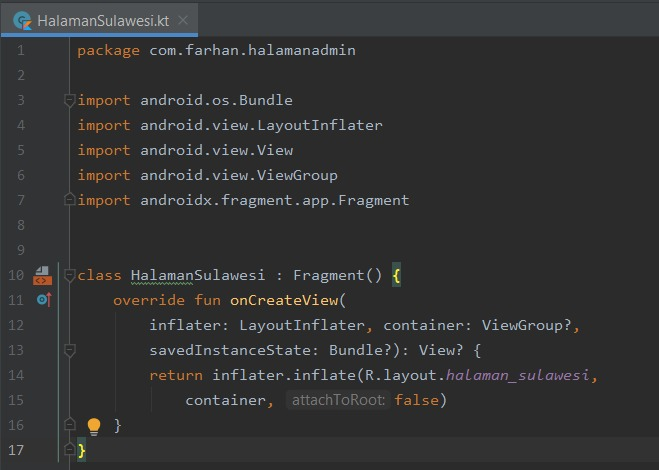 HalamanSulawesi.kt
1 package com.farhan.halamanadmin
2
3 import android.os.Bundle
4 import android.view.LayoutInflater
5 import android.view.View
6 import android.view.ViewGroup
7 import androidx.fragment.app.Fragment
8
9
10 class HalamanSulawesi : Fragment() {
11 override fun onCreateView(
12 inflater: LayoutInflater, container: ViewGroup?,
13 savedInstanceState: Bundle?): View? {
14 return inflater.inflate(R.layout.halaman_sulawesi,
15 container, attachToRoot: false)
16 }
17 }